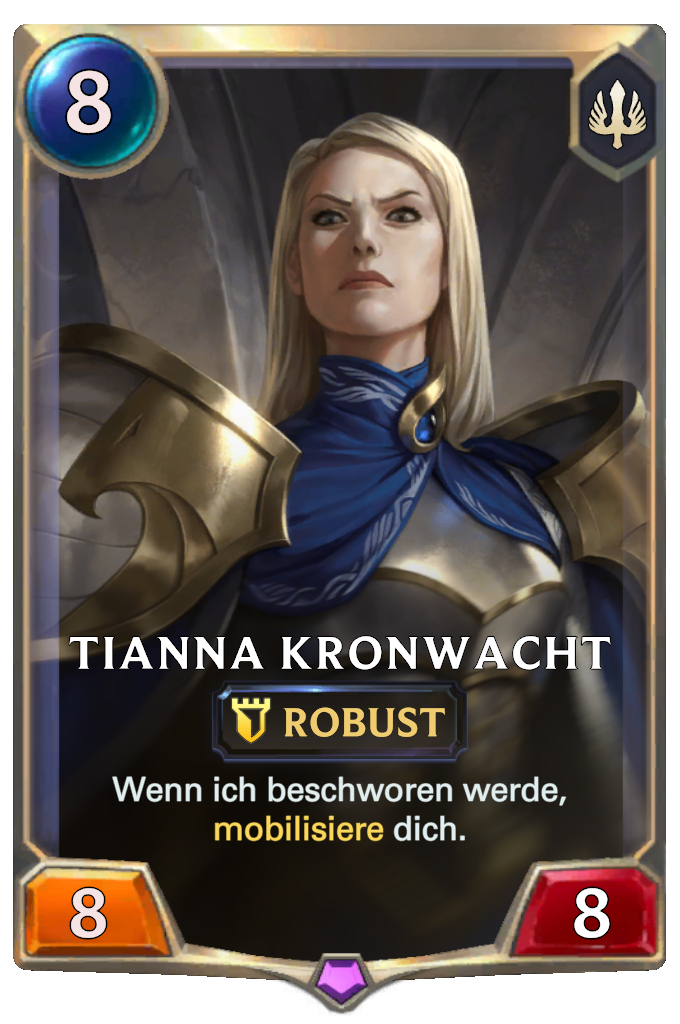 8
TIANNA KRONWACHT
ROBUST
Wenn ich beschworen werde,
mobilisiere dich.
8
8